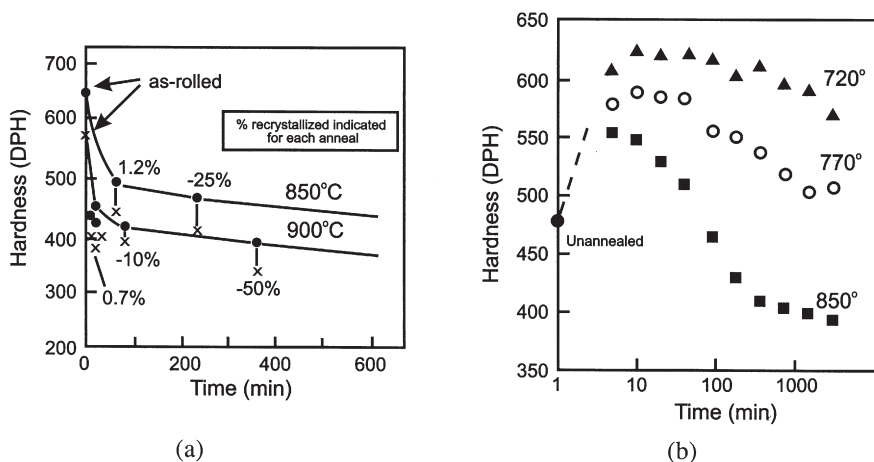 Hardness (DPH)
700
600
500
400
300
200
as-rolled
% recrystallized indicated
for each anneal
1.2%
-25%
850°C
900°C
-10%
-50%
0.7%
0
200
400
600
Time (min)
(a)
Hardness (DPH)
650
600
550
500
450
400
350
720°
770°
850°
Unannealed
1
10
100
1000
Time (min)
(b)